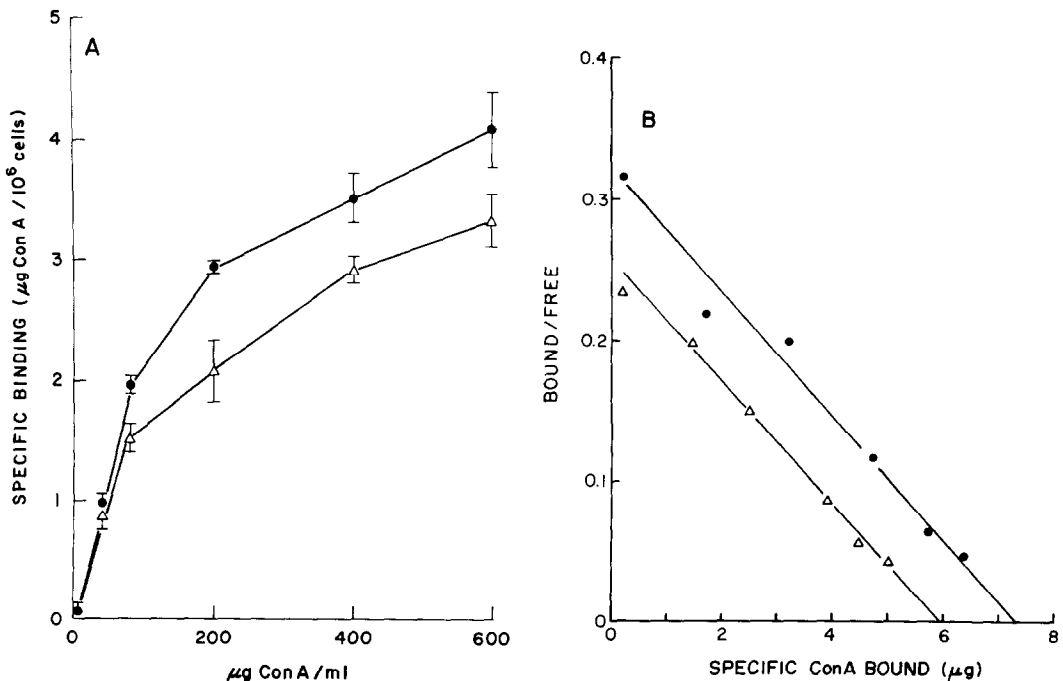 A
SPECIFIC BINDING (µg Con A /10⁶ cells)
5
4
3
2
1
0
0 200 400 600
µg Con A/ml
B
BOUND/FREE
0.4
0.3
0.2
0.1
0
0 2 4 6 8
SPECIFIC ConA BOUND (µg)